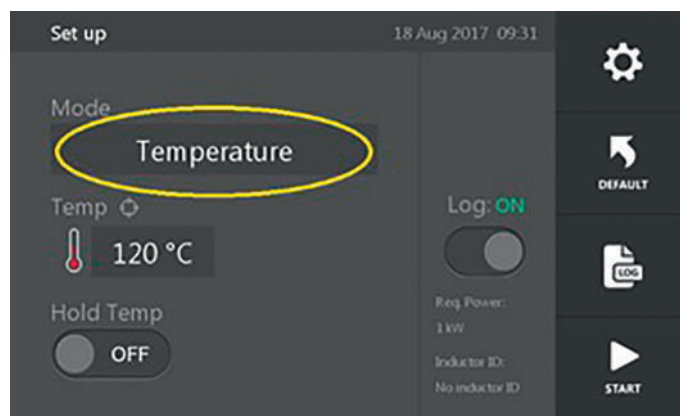 Set up
18 Aug 2017 09:31
Mode
Temperature
Temp
120 °C
Hold Temp
OFF
Log: ON
Req. Power:
1 kW
Inductor ID:
No inductor ID
DEFAULT
LOG
START